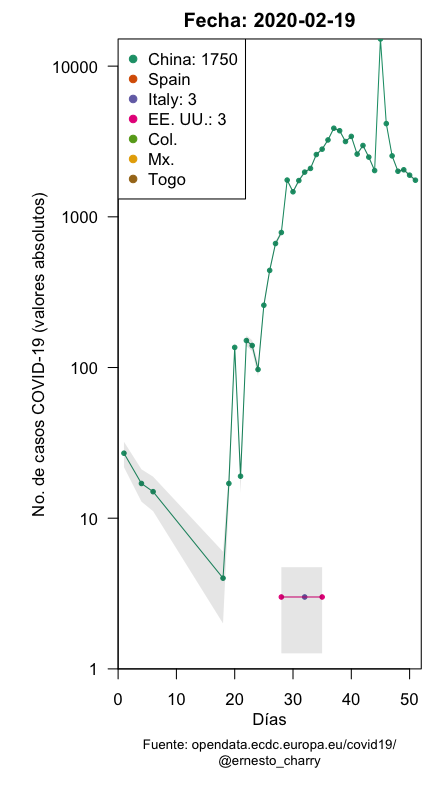 Fecha: 2020-02-19
No. de casos COVID-19 (valores absolutos)
10000
1000
100
10
1
China: 1750
Spain
Italy: 3
EE. UU.: 3
Col.
Mx.
Togo
0 10 20 30 40 50
Días
Fuente: opendata.ecdc.europa.eu/covid19/
@ernesto_charry